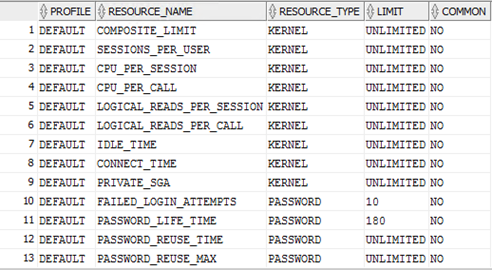 PROFILE RESOURCE_NAME RESOURCE_TYPE LIMIT COMMON
1 DEFAULT COMPOSITE_LIMIT KERNEL UNLIMITED NO
2 DEFAULT SESSIONS_PER_USER KERNEL UNLIMITED NO
3 DEFAULT CPU_PER_SESSION KERNEL UNLIMITED NO
4 DEFAULT CPU_PER_CALL KERNEL UNLIMITED NO
5 DEFAULT LOGICAL_READS_PER_SESSION KERNEL UNLIMITED NO
6 DEFAULT LOGICAL_READS_PER_CALL KERNEL UNLIMITED NO
7 DEFAULT IDLE_TIME KERNEL UNLIMITED NO
8 DEFAULT CONNECT_TIME KERNEL UNLIMITED NO
9 DEFAULT PRIVATE_SGA KERNEL UNLIMITED NO
10 DEFAULT FAILED_LOGIN_ATTEMPTS PASSWORD 10 NO
11 DEFAULT PASSWORD_LIFE_TIME PASSWORD 180 NO
12 DEFAULT PASSWORD_REUSE_TIME PASSWORD UNLIMITED NO
13 DEFAULT PASSWORD_REUSE_MAX PASSWORD UNLIMITED NO